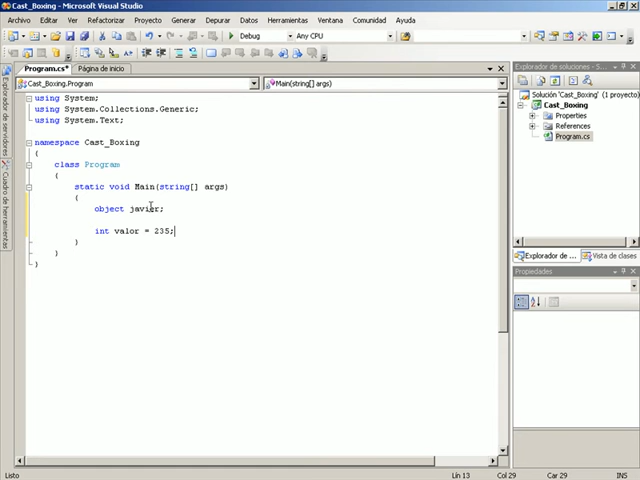 Cast_Boxing - Microsoft Visual Studio
Archivo Editar Ver Refactorizar Proyecto Generar Depurar Datos Herramientas Ventana Comunidad Ayuda
Debug Any CPU
Program.cs* Página de inicio
Cast_Boxing.Program Main(string[] args)
using System;
using System.Collections.Generic;
using System.Text;
namespace Cast_Boxing
{
class Program
{
static void Main(string[] args)
{
object javier;
int valor = 235;
}
}
}
Explorador de servidores
Cuadro de herramientas
Explorador de soluciones
Solución 'Cast_Boxing' (1 proyecto)
Cast_Boxing
Properties
References
Program.cs
Explorador de ... Vista de clases
Propiedades
Listo Lín 13 Col 29 Car 29 INS